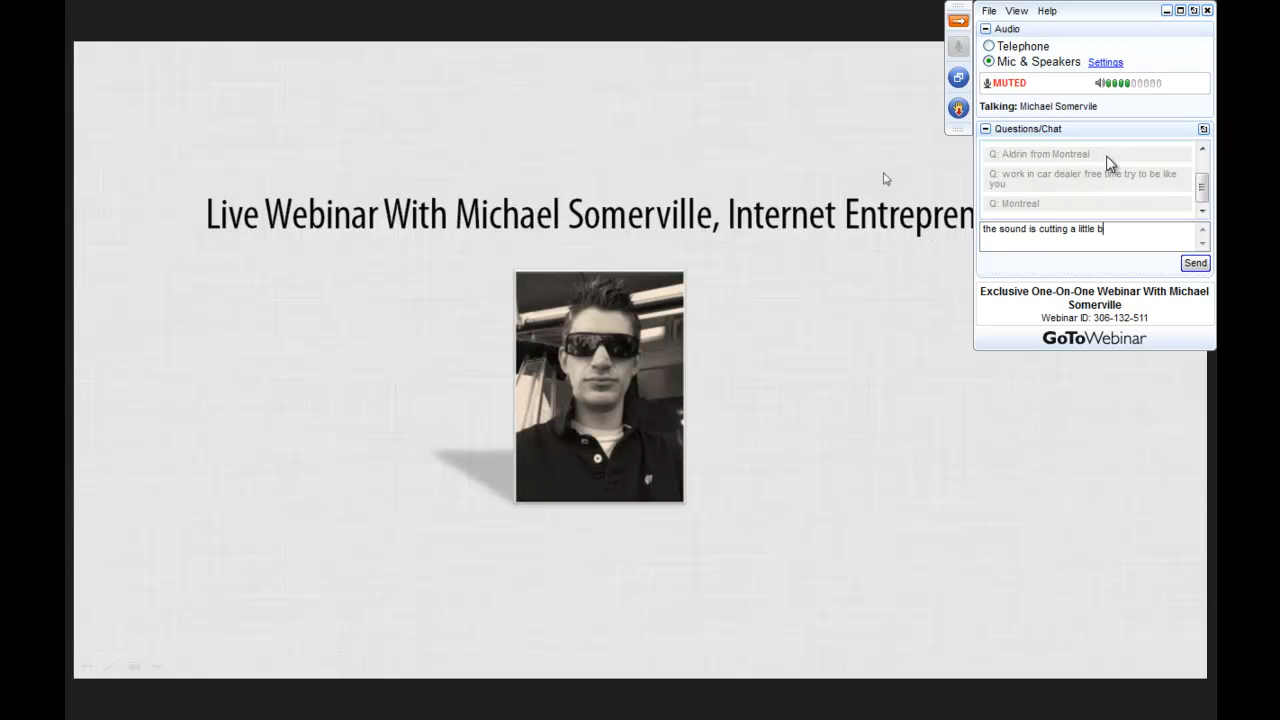 File View Help
Audio
Telephone
Mic & Speakers Settings
MUTED
Talking: Michael Somervile
Questions/Chat
Q: Aldrin from Montreal
Q: work in car dealer free time try to be like
you
Q: Montreal
the sound is cutting a little b
Send
Exclusive One-On-One Webinar With Michael
Somerville
Webinar ID: 306-132-511
GoToWebinar
Live Webinar With Michael Somerville, Internet Entrepren